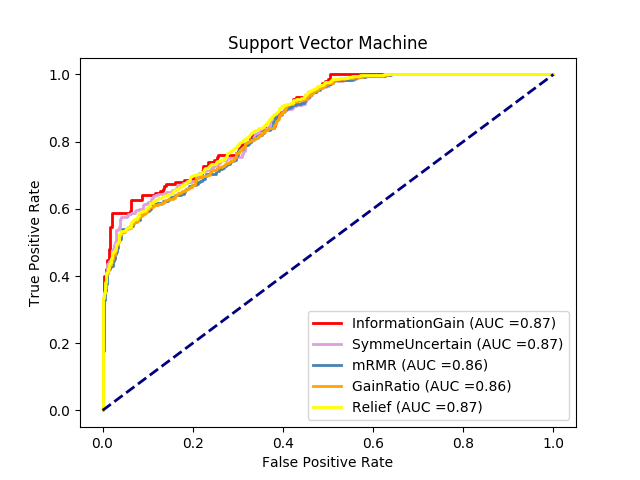 Support Vector Machine
True Positive Rate
1.0
0.8
0.6
0.4
0.2
0.0
InformationGain (AUC =0.87)
SymmeUncertain (AUC =0.87)
mRMR (AUC =0.86)
GainRatio (AUC =0.86)
Relief (AUC =0.87)
0.0 0.2 0.4 0.6 0.8 1.0
False Positive Rate